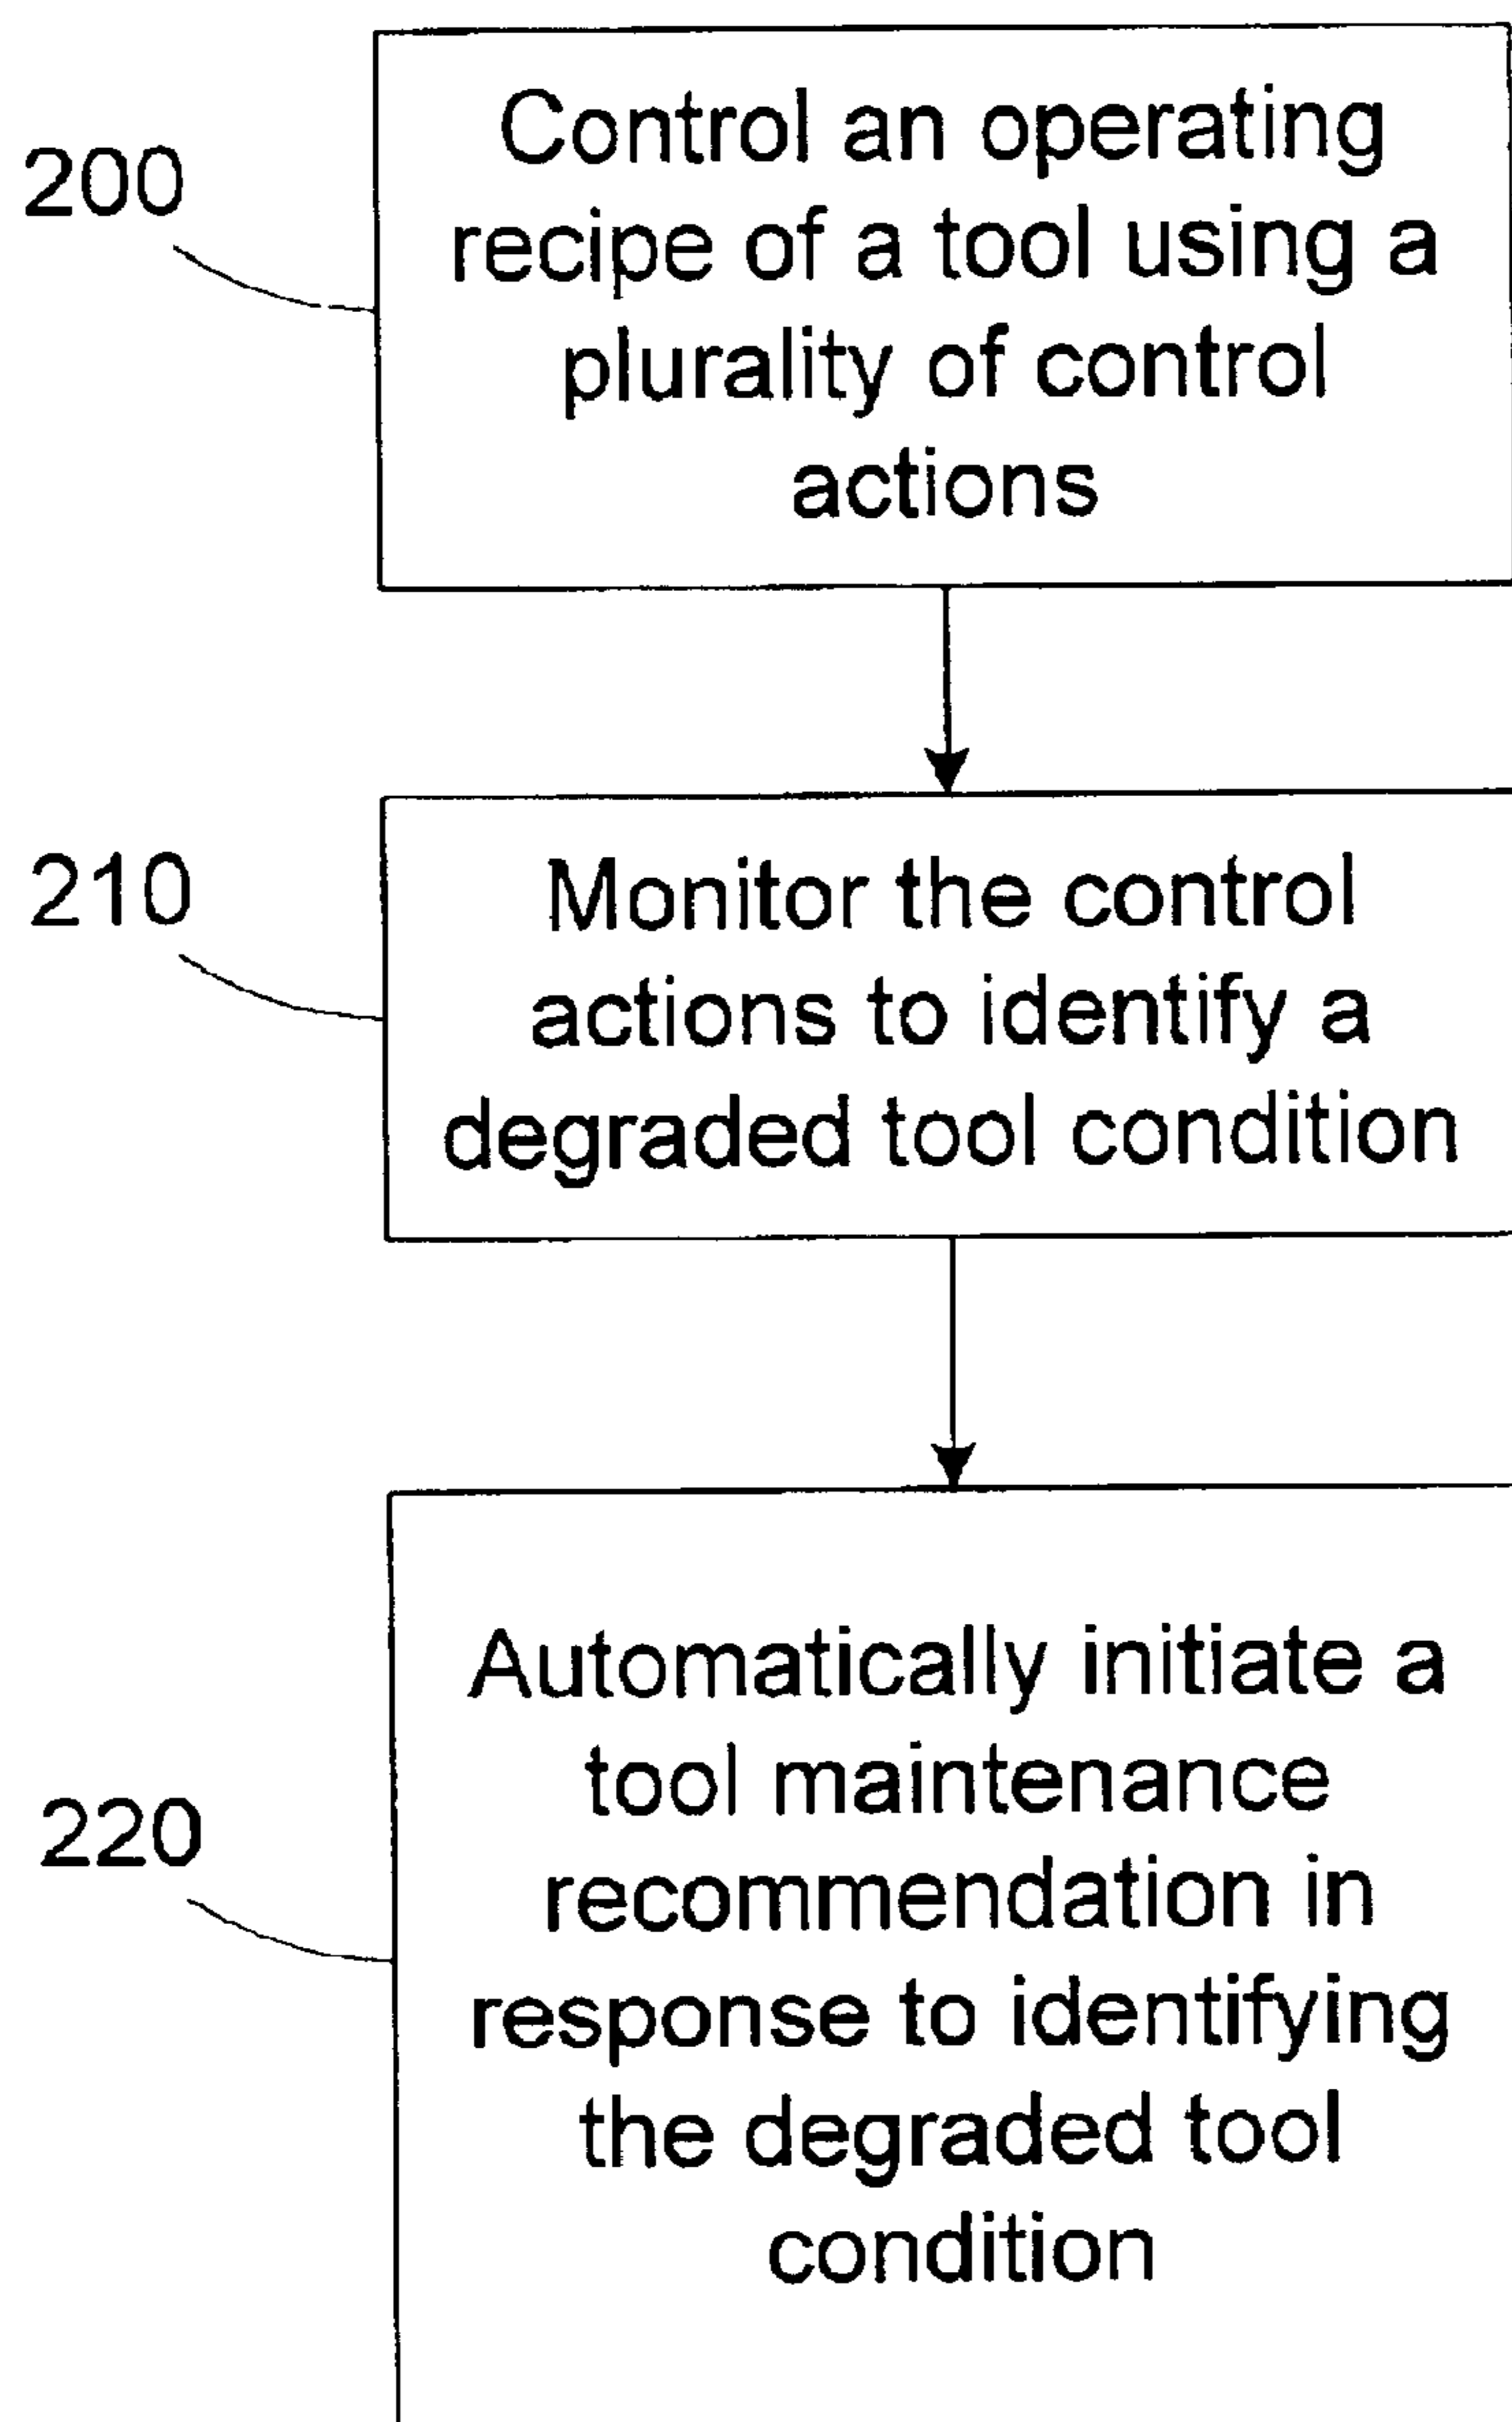 200
Control an operating
recipe of a tool using a
plurality of control
actions
210
Monitor the control
actions to identify a
degraded tool condition
220
Automatically initiate a
tool maintenance
recommendation in
response to identifying
the degraded tool
condition